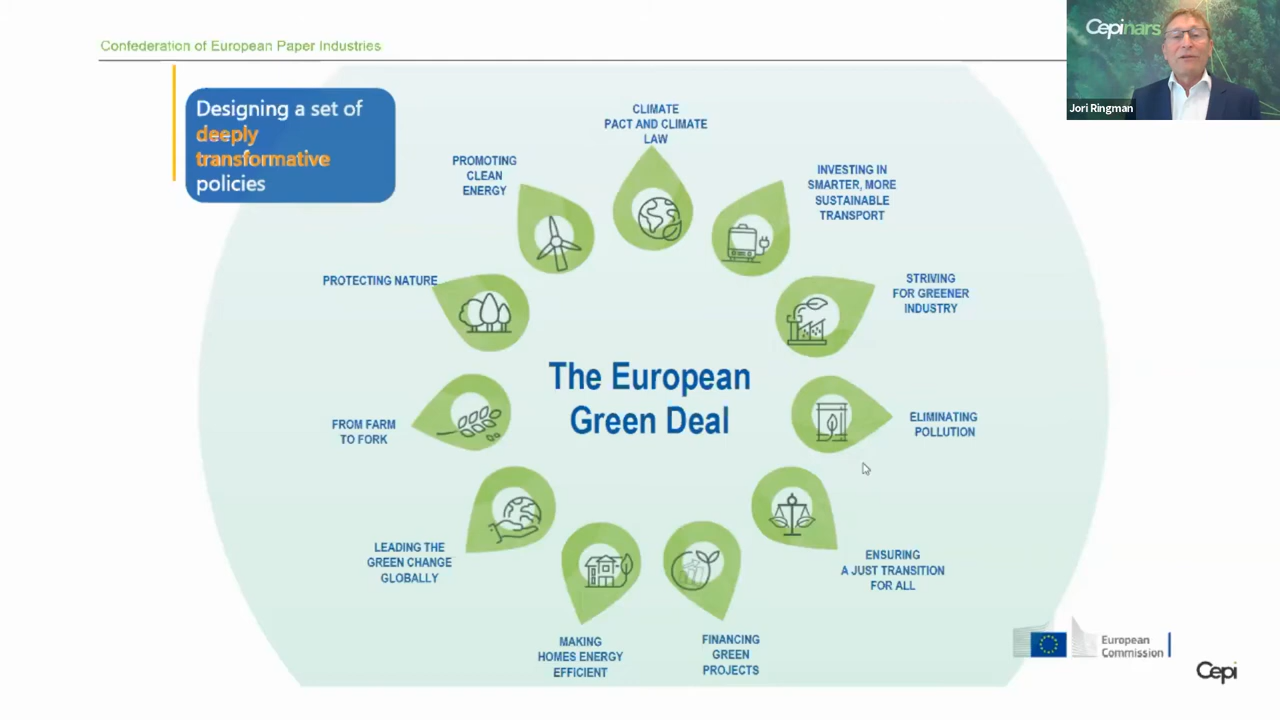 Confederation of European Paper Industries
Cepinars
Jori Ringman
Designing a set of
deeply
transformative
policies
CLIMATE
PACT AND CLIMATE
LAW
PROMOTING
CLEAN
ENERGY
INVESTING IN
SMARTER, MORE
SUSTAINABLE
TRANSPORT
PROTECTING NATURE
STRIVING
FOR GREENER
INDUSTRY
The European
Green Deal
FROM FARM
TO FORK
ELIMINATING
POLLUTION
LEADING THE
GREEN CHANGE
GLOBALLY
ENSURING
A JUST TRANSITION
FOR ALL
MAKING
HOMES ENERGY
EFFICIENT
FINANCING
GREEN
PROJECTS
European
Commission
Cepi